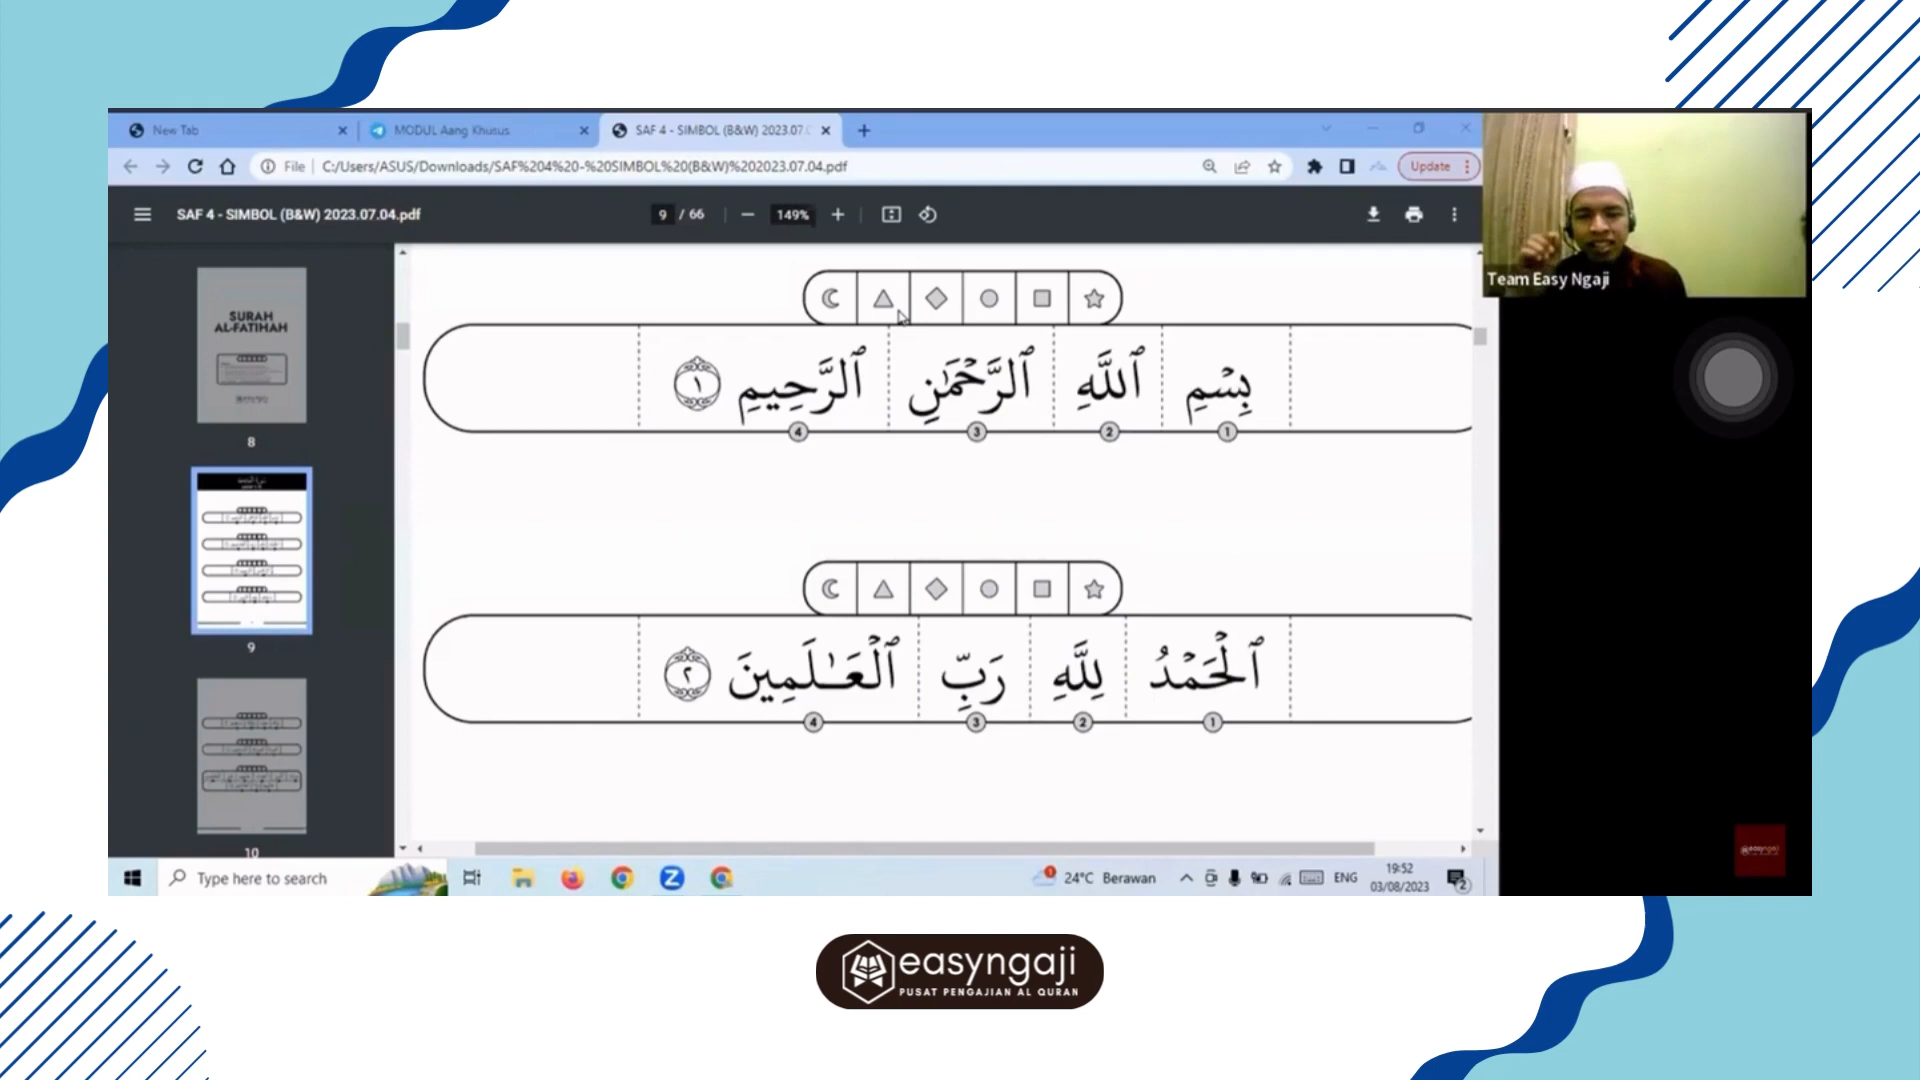 New Tab
MODUL Aang Khusus
SAF 4 - SIMBOL (B&W) 2023.07.
File
C:/Users/ASUS/Downloads/SAF%204%20-%20SIMBOL%20(B&W)%202023.07.04.pdf
Update
SAF 4 - SIMBOL (B&W) 2023.07.04.pdf
9 / 66
149%
Team Easy Ngaji
SURAH
AL-FATIHAH
8
9
10
بِسْمِ ٱللَّهِ ٱلرَّحْمَٰنِ ٱلرَّحِيمِ ١
1 2 3 4
ٱلْحَمْدُ لِلَّهِ رَبِّ ٱلْعَـٰلَمِينَ ٢
1 2 3 4
easyngaji
Type here to search
1
24°C Berawan
ENG
19:52
03/08/2023
2
easyngaji
PUSAT PENGAJIAN AL QURAN